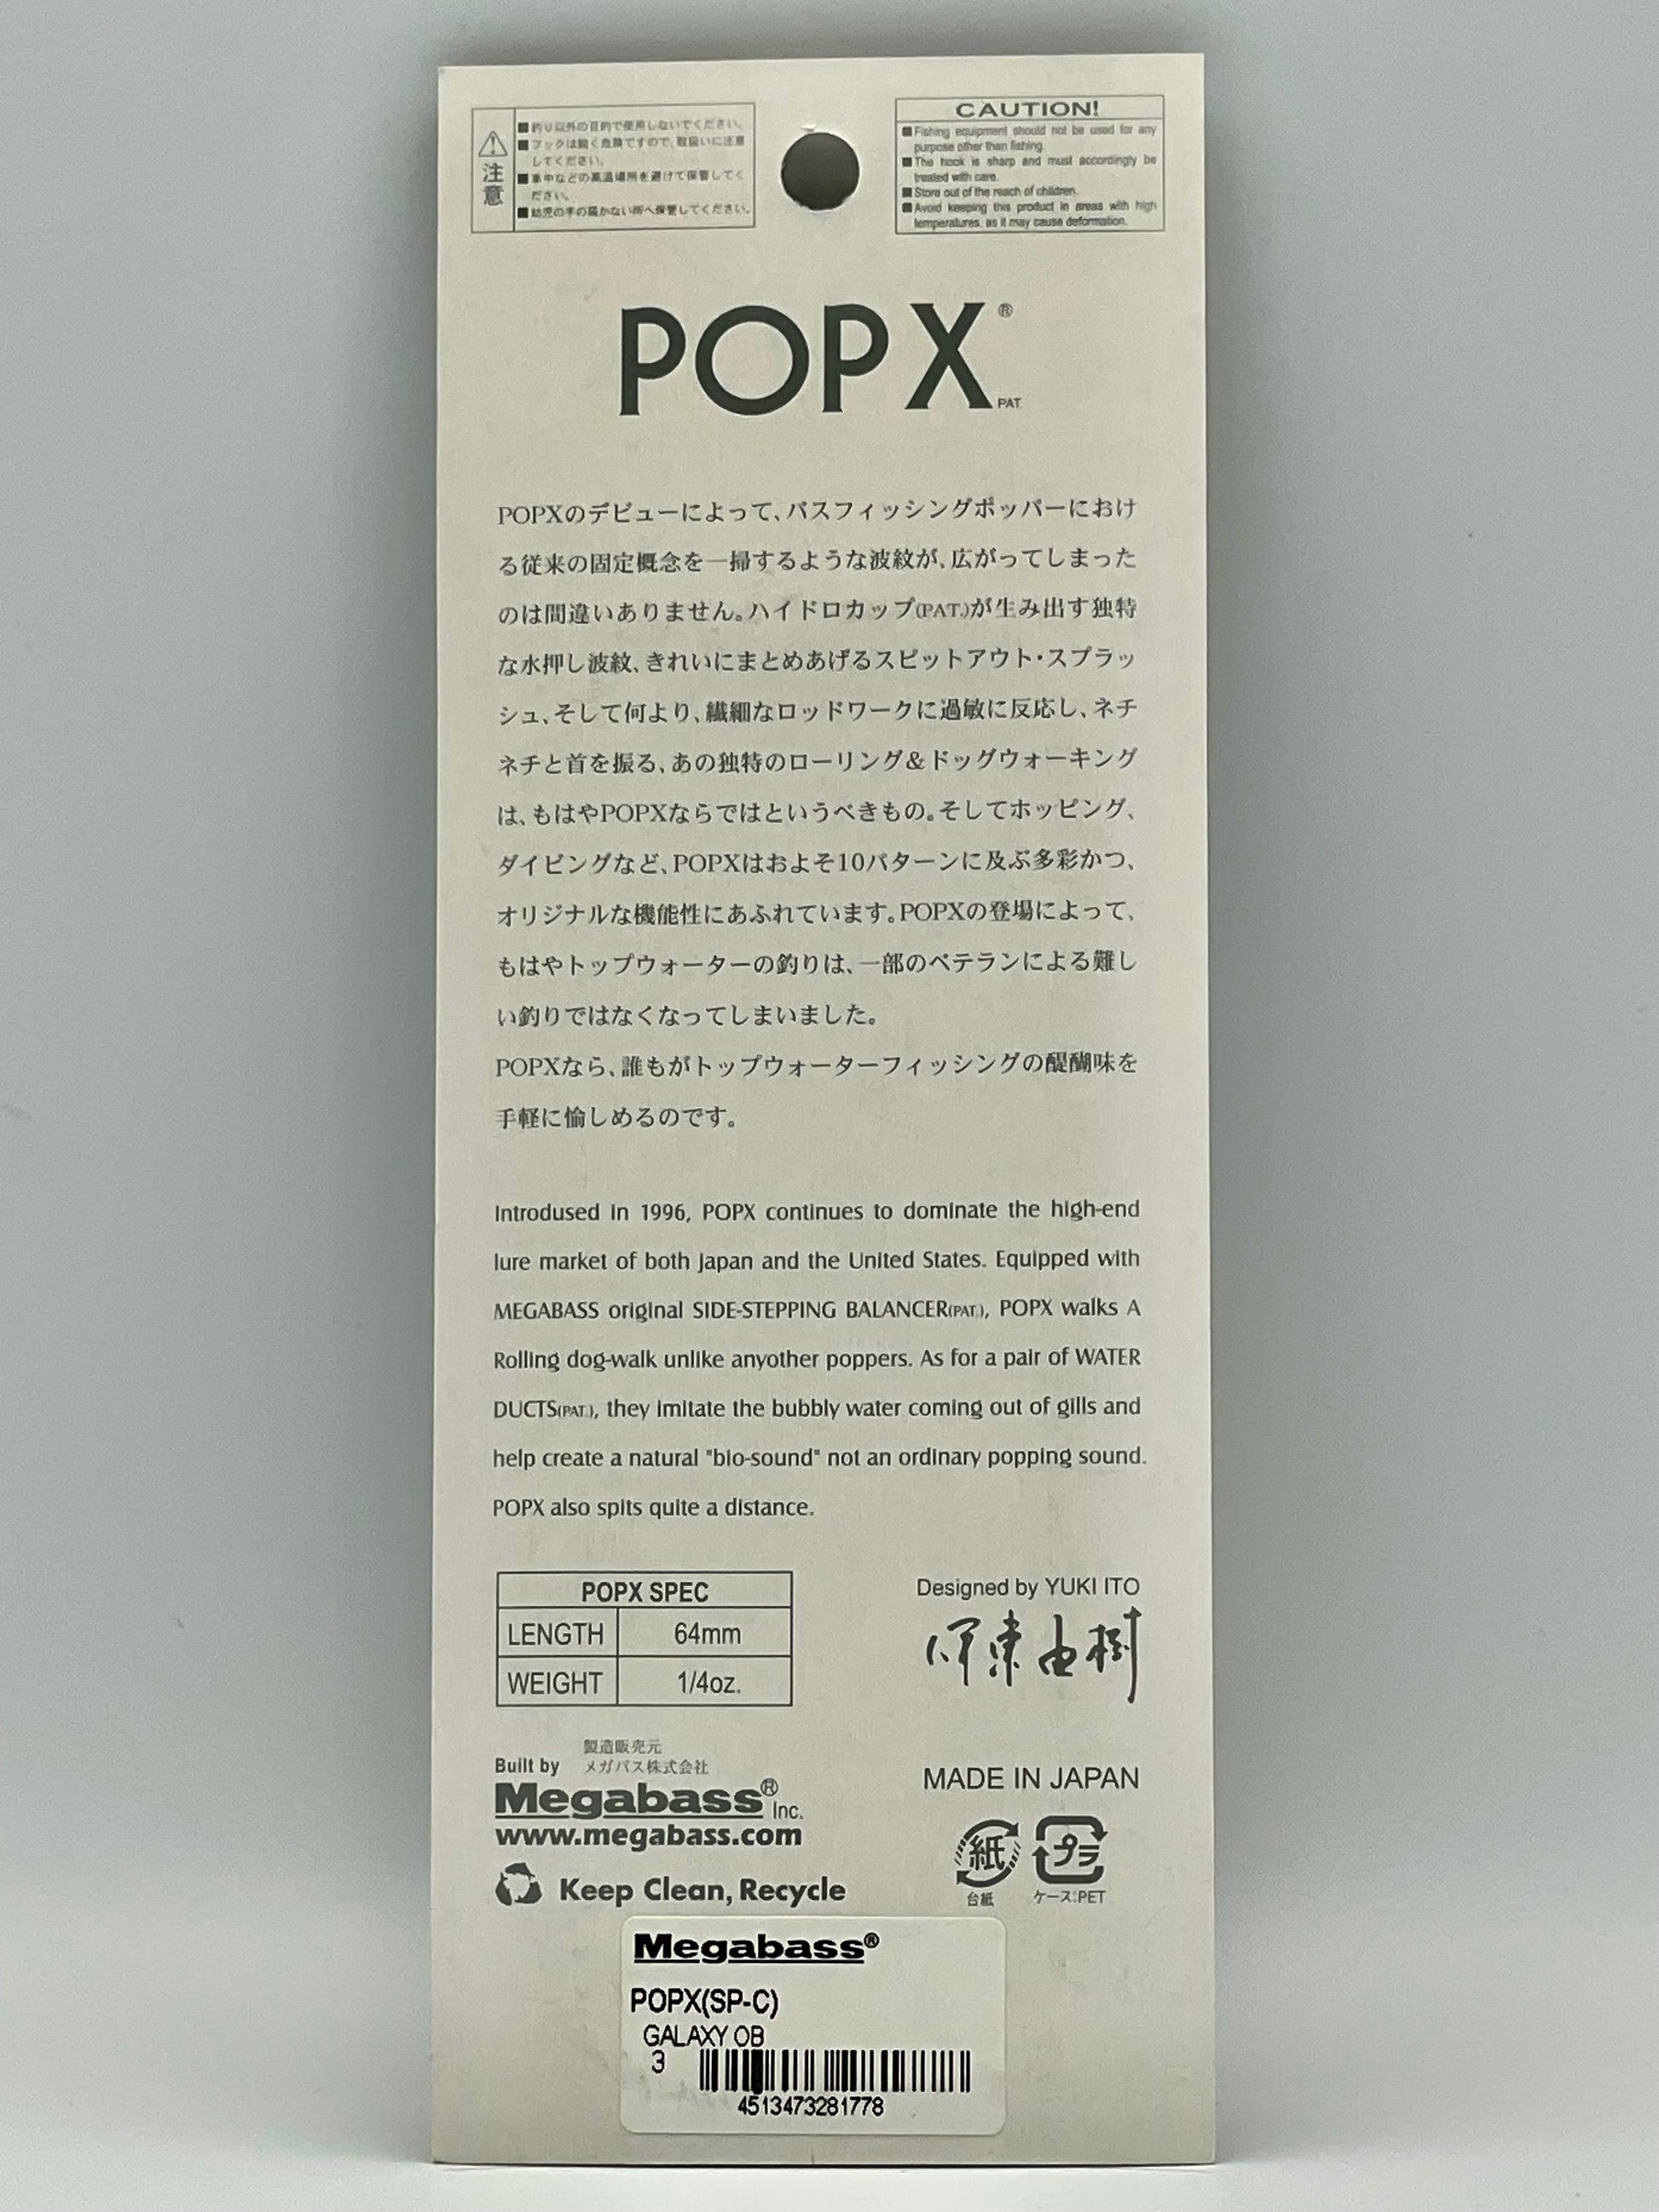 注意
■釣り以外の目的で使用しないでください。
■フックは鋭く危険ですので、取扱いに注意
してください。
■車中などの高温場所を避けて保管してく
ださい。
■幼児の手の届かない所へ保管してください。
CAUTION!
■Fishing equipment should not be used for any
purpose other than fishing.
■The hook is sharp and must accordingly be
treated with care.
■Store out of the reach of children.
■Avoid keeping this product in areas with high
temperatures, as it may cause deformation.
POPX®
PAT.
POPXのデビューによって、バスフィッシングポッパーにおけ
る従来の固定概念を一掃するような波紋が、広がってしまった
のは間違いありません。ハイドロカップ(PAT.)が生み出す独特
な水押し波紋、きれいにまとめあげるスピットアウト・スプラッ
シュ、そして何より、繊細なロッドワークに過敏に反応し、ネチ
ネチと首を振る、あの独特のローリング&ドッグウォーキング
は、もはやPOPXならではというべきもの。そしてホッピング、
ダイビングなど、POPXはおよそ10パターンに及ぶ多彩かつ、
オリジナルな機能性にあふれています。POPXの登場によって、
もはやトップウォーターの釣りは、一部のベテランによる難し
い釣りではなくなってしまいました。
POPXなら、誰もがトップウォーターフィッシングの醍醐味を
手軽に愉しめるのです。
Introdused in 1996, POPX continues to dominate the high-end
lure market of both Japan and the United States. Equipped with
MEGABASS original SIDE-STEPPING BALANCER(PAT.), POPX walks A
Rolling dog-walk unlike anyother poppers. As for a pair of WATER
DUCTS(PAT.), they imitate the bubbly water coming out of gills and
help create a natural "bio-sound" not an ordinary popping sound.
POPX also spits quite a distance.
POPX SPEC
LENGTH 64mm
WEIGHT 1/4oz.
Designed by YUKI ITO
伊東由樹
製造販売元
Built by メガバス株式会社
Megabass® Inc.
www.megabass.com
Keep Clean, Recycle
MADE IN JAPAN
紙 プラ
台紙 ケース:PET
Megabass®
POPX(SP-C)
GALAXY OB
3
4513473281778